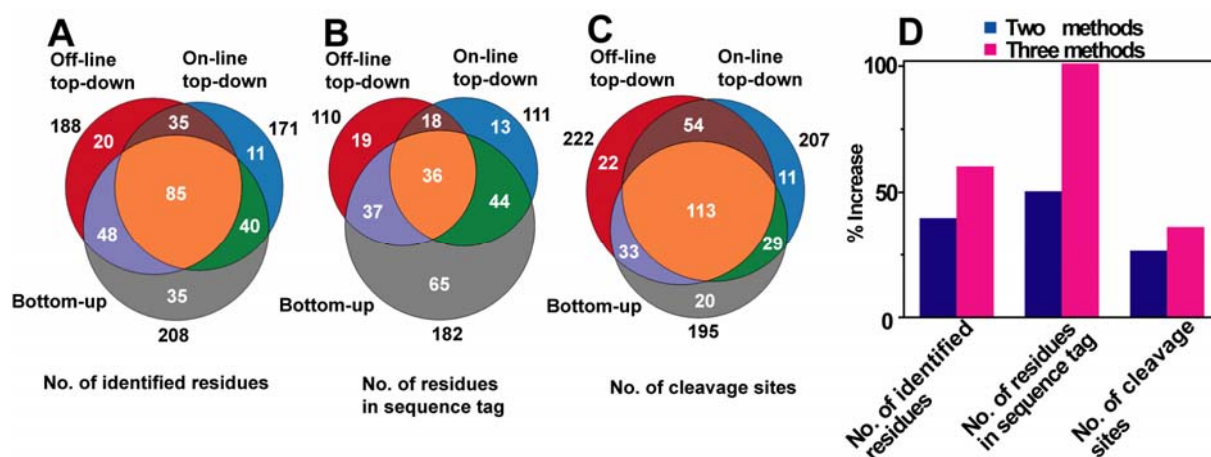 A
Off-line
top-down
On-line
top-down
188
20
35
171
11
85
48
40
35
Bottom-up
208
No. of identified residues
B
Off-line
top-down
On-line
top-down
110
19
18
13
111
36
37
44
65
Bottom-up
182
No. of residues
in sequence tag
C
Off-line
top-down
On-line
top-down
222
22
54
207
11
113
33
29
20
Bottom-up
195
No. of cleavage sites
D
Two methods
Three methods
100
50
0
% Increase
No. of identified
residues
No. of residues
in sequence tag
No. of cleavage
sites